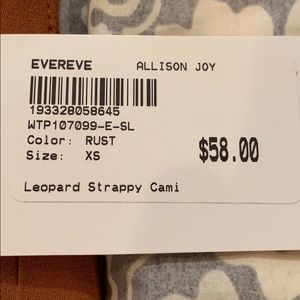 EVEREVE ALLISON JOY
193328058645
WTP107099-E-SL
Color: RUST
Size: XS
$58.00
Leopard Strappy Cami